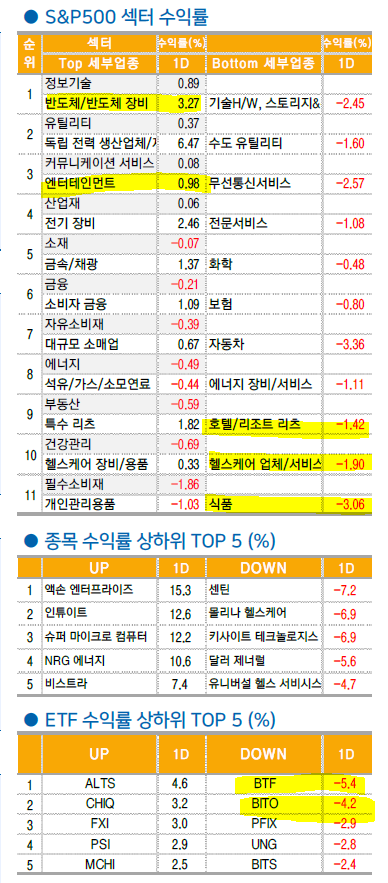 ● S&P500 섹터 수익률
순위 섹터 수익률(%) 수익률(%)
Top 세부업종 1D Bottom 세부업종 1D
1 정보기술 0.89
반도체/반도체 장비 3.27 기술H/W, 스토리지& -2.45
2 유틸리티 0.37
독립 전력 생산업체/ 6.47 수도 유틸리티 -1.60
3 커뮤니케이션 서비스 0.08
엔터테인먼트 0.98 무선통신서비스 -2.57
4 산업재 0.06
전기 장비 2.46 전문서비스 -1.08
5 소재 -0.07
금속/채광 1.37 화학 -0.48
6 금융 -0.21
소비자 금융 1.09 보험 -0.80
7 자유소비재 -0.39
대규모 소매업 0.67 자동차 -3.36
8 에너지 -0.49
석유/가스/소모연료 -0.44 에너지 장비/서비스 -1.11
9 부동산 -0.59
특수 리츠 1.82 호텔/리조트 리츠 -1.42
10 건강관리 -0.69
헬스케어 장비/용품 0.33 헬스케어 업체/서비스 -1.90
11 필수소비재 -1.86
개인관리용품 -1.03 식품 -3.06
● 종목 수익률 상하위 TOP 5 (%)
UP 1D DOWN 1D
1 액손 엔터프라이즈 15.3 센틴 -7.2
2 인튜이트 12.6 몰리나 헬스케어 -6.9
3 슈퍼 마이크로 컴퓨터 12.2 키사이트 테크놀로지스 -6.9
4 NRG 에너지 10.6 달러 제너럴 -5.6
5 비스트라 7.4 유니버설 헬스 서비시스 -4.7
● ETF 수익률 상하위 TOP 5 (%)
UP 1D DOWN 1D
1 ALTS 4.6 BTF -5.4
2 CHIQ 3.2 BITO -4.2
3 FXI 3.0 PFIX -2.9
4 PSI 2.9 UNG -2.8
5 MCHI 2.5 BITS -2.4